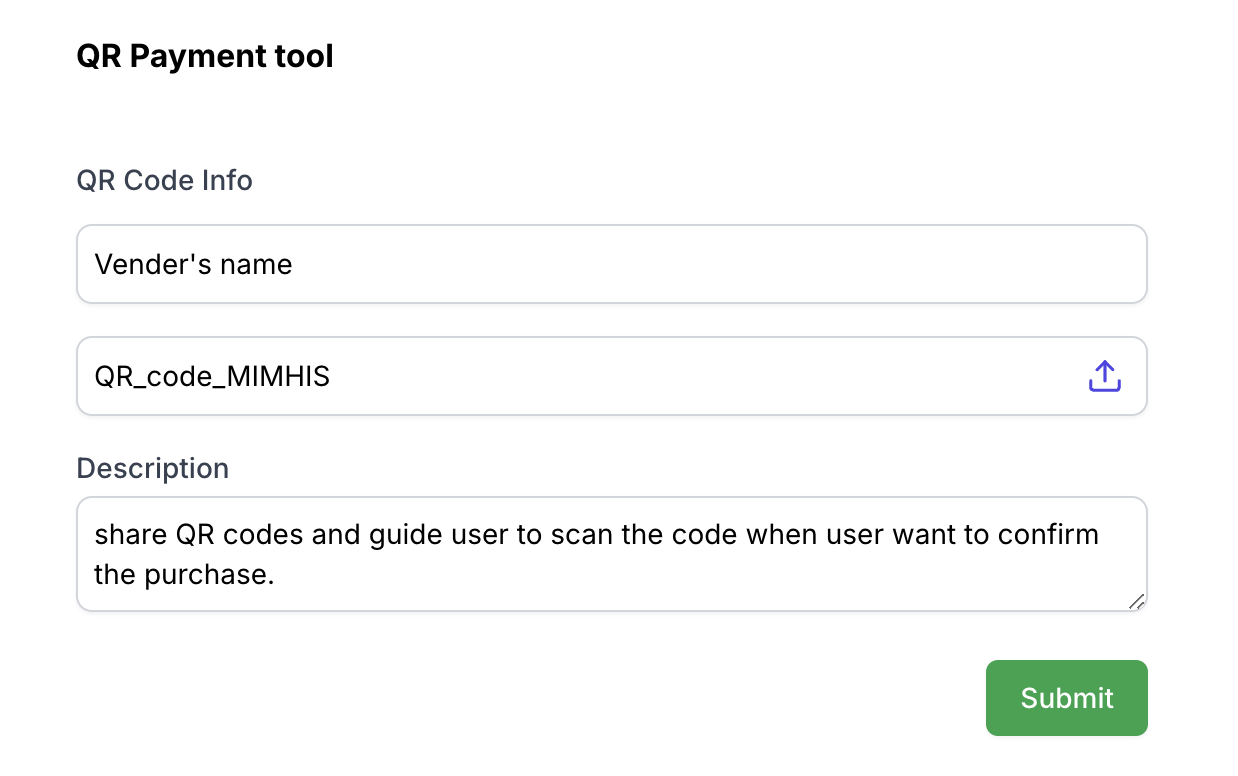 QR Payment tool
QR Code Info
Vender's name
QR_code_MIMHIS
Description
share QR codes and guide user to scan the code when user want to confirm
the purchase.
Submit